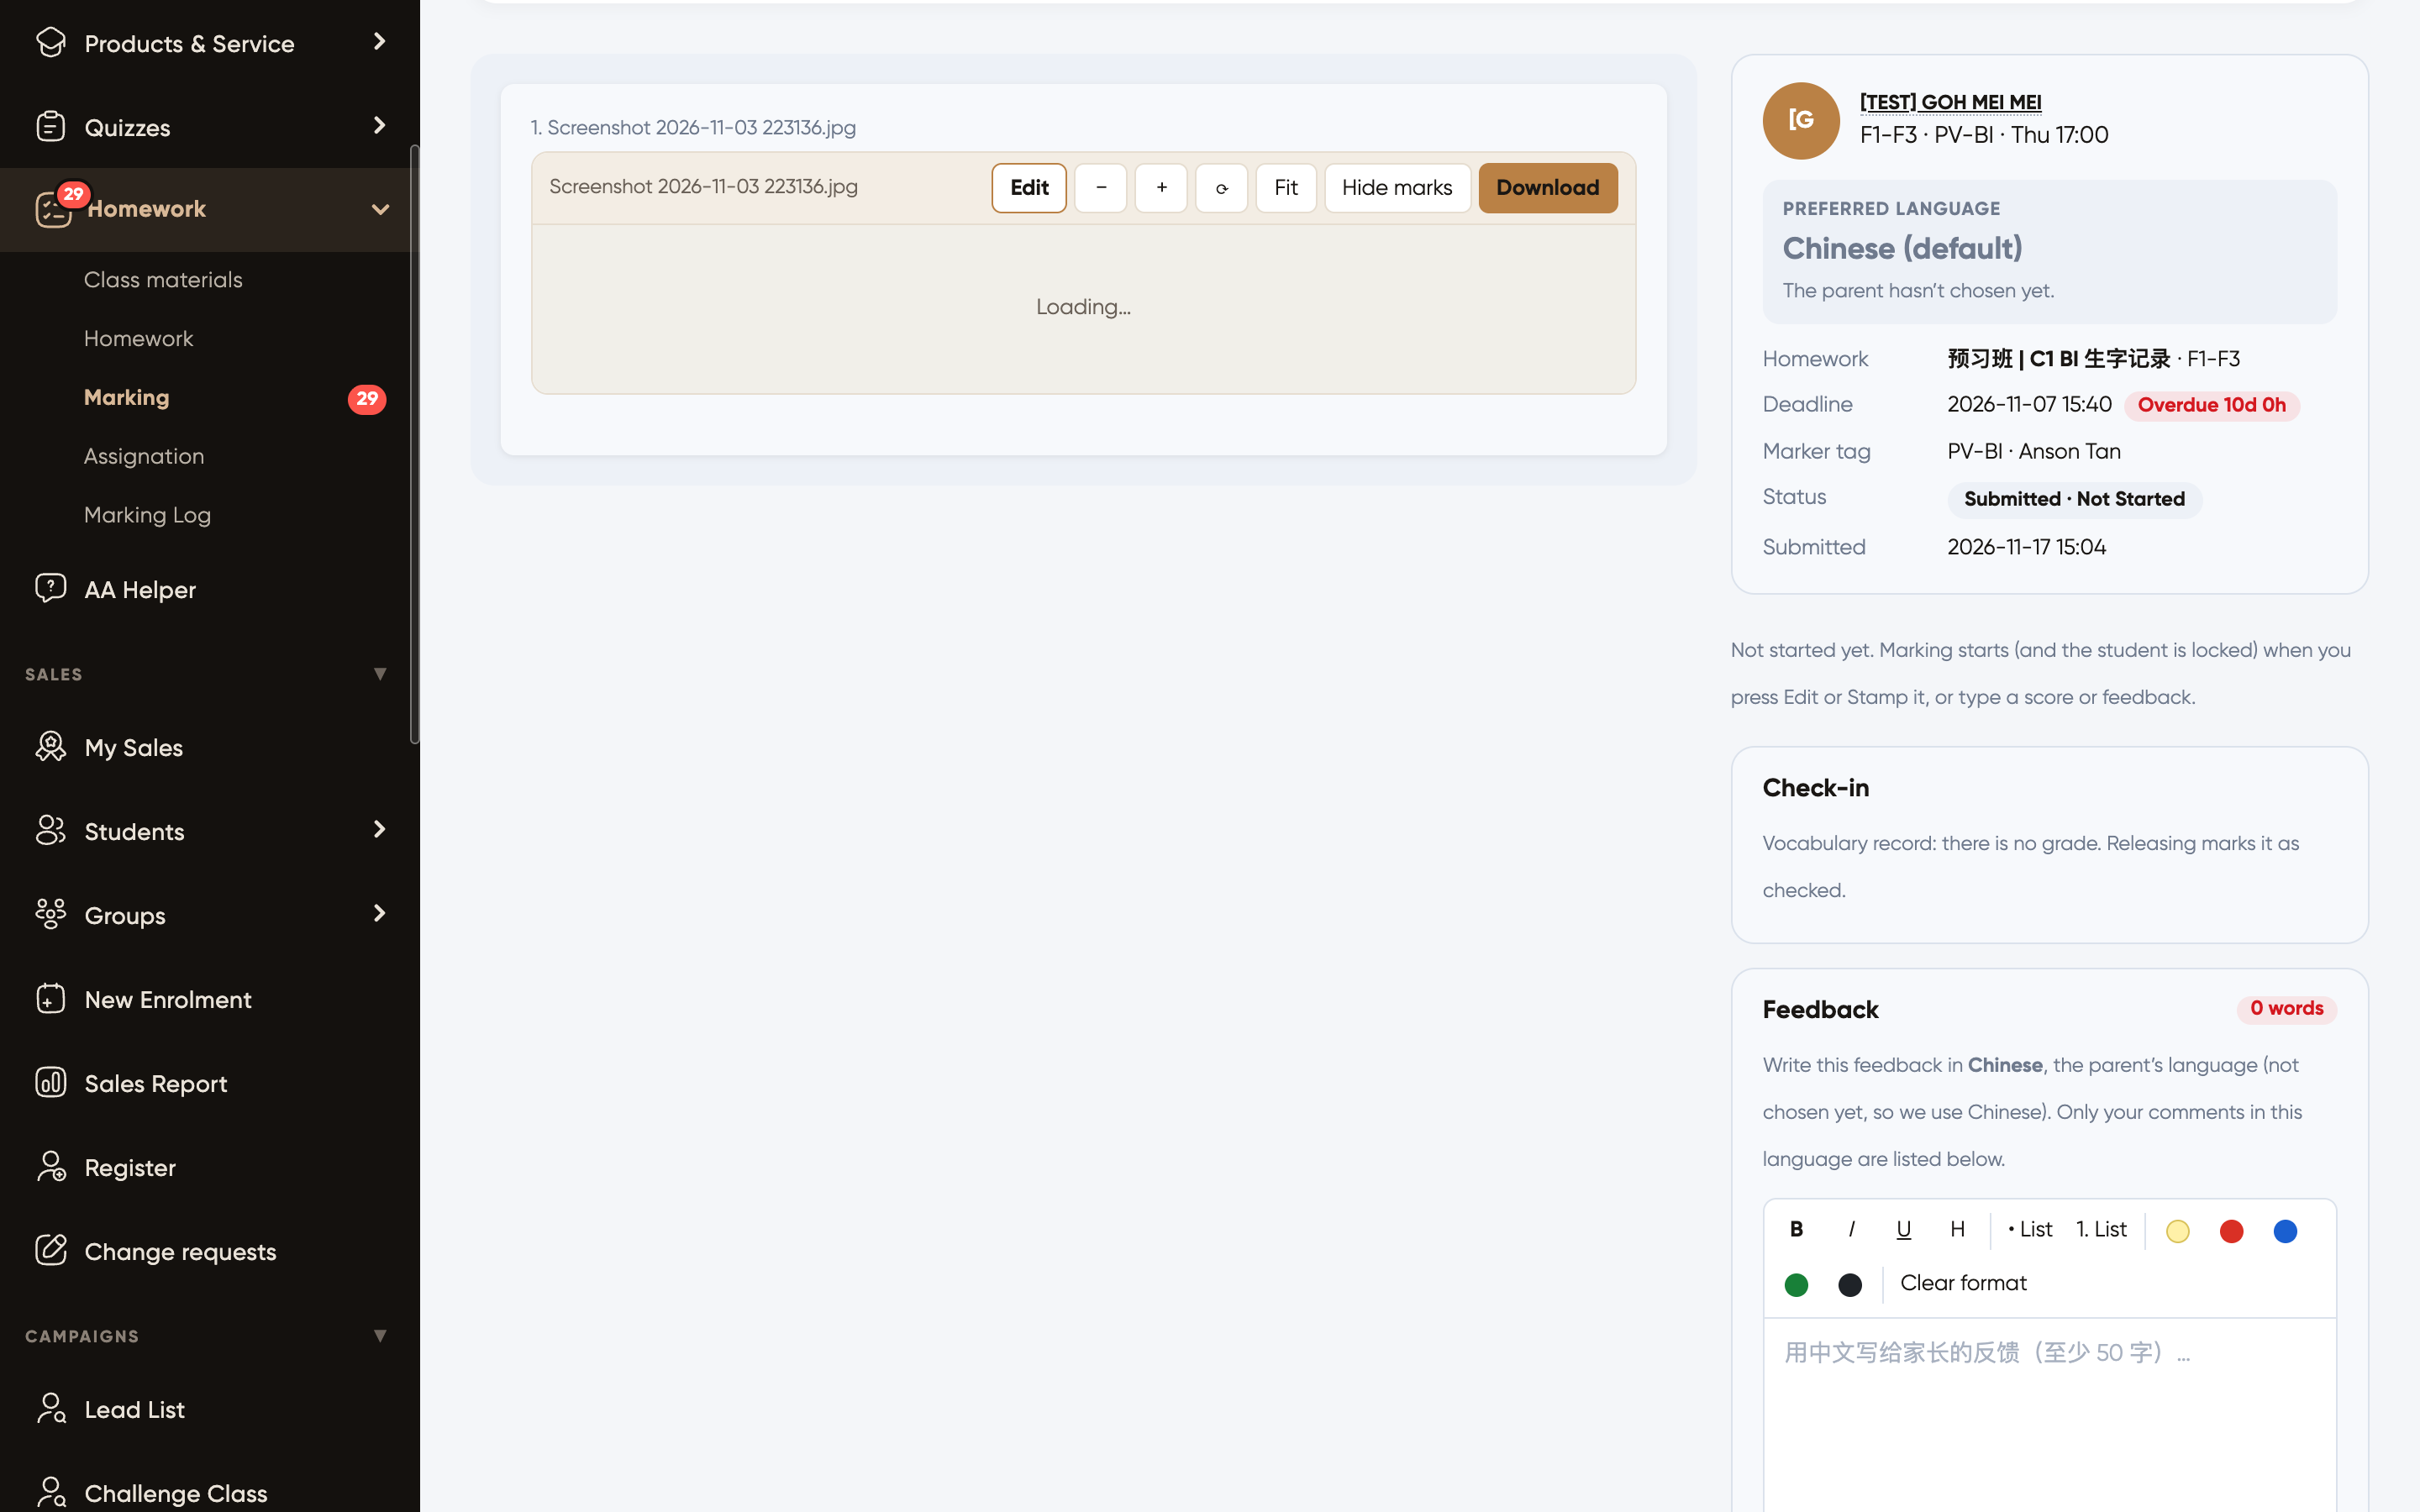 Products & Service
Quizzes
29
Homework
Class materials
Homework
Marking
29
Assignation
Marking Log
AA Helper
SALES
My Sales
Students
Groups
New Enrolment
Sales Report
Register
Change requests
CAMPAIGNS
Lead List
Challenge Class
1. Screenshot 2026-11-03 223136.jpg
Screenshot 2026-11-03 223136.jpg
Edit
−
+
Fit
Hide marks
Download
Loading...
[G
[TEST] GOH MEI MEI
F1-F3 · PV-BI · Thu 17:00
PREFERRED LANGUAGE
Chinese (default)
The parent hasn’t chosen yet.
Homework 预习班 | C1 BI 生字记录 · F1-F3
Deadline 2026-11-07 15:40 Overdue 10d 0h
Marker tag PV-BI · Anson Tan
Status Submitted · Not Started
Submitted 2026-11-17 15:04
Not started yet. Marking starts (and the student is locked) when you
press Edit or Stamp it, or type a score or feedback.
Check-in
Vocabulary record: there is no grade. Releasing marks it as
checked.
Feedback
0 words
Write this feedback in Chinese, the parent’s language (not
chosen yet, so we use Chinese). Only your comments in this
language are listed below.
B I U H • List 1. List
Clear format
用中文写给家长的反馈（至少 50 字）...